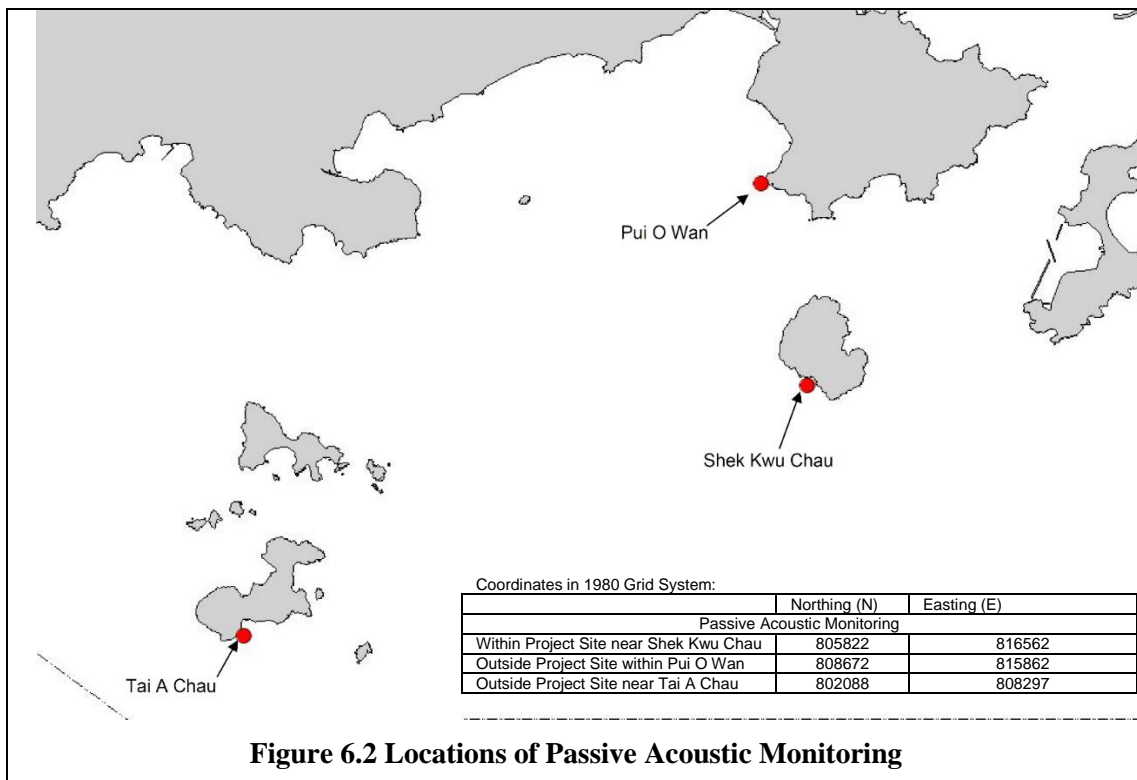 Pui O Wan
Shek Kwu Chau
Tai A Chau
Coordinates in 1980 Grid System:
Northing (N) Easting (E)
Passive Acoustic Monitoring
Within Project Site near Shek Kwu Chau 805822 816562
Outside Project Site within Pui O Wan 808672 815862
Outside Project Site near Tai A Chau 802088 808297
Figure 6.2 Locations of Passive Acoustic Monitoring